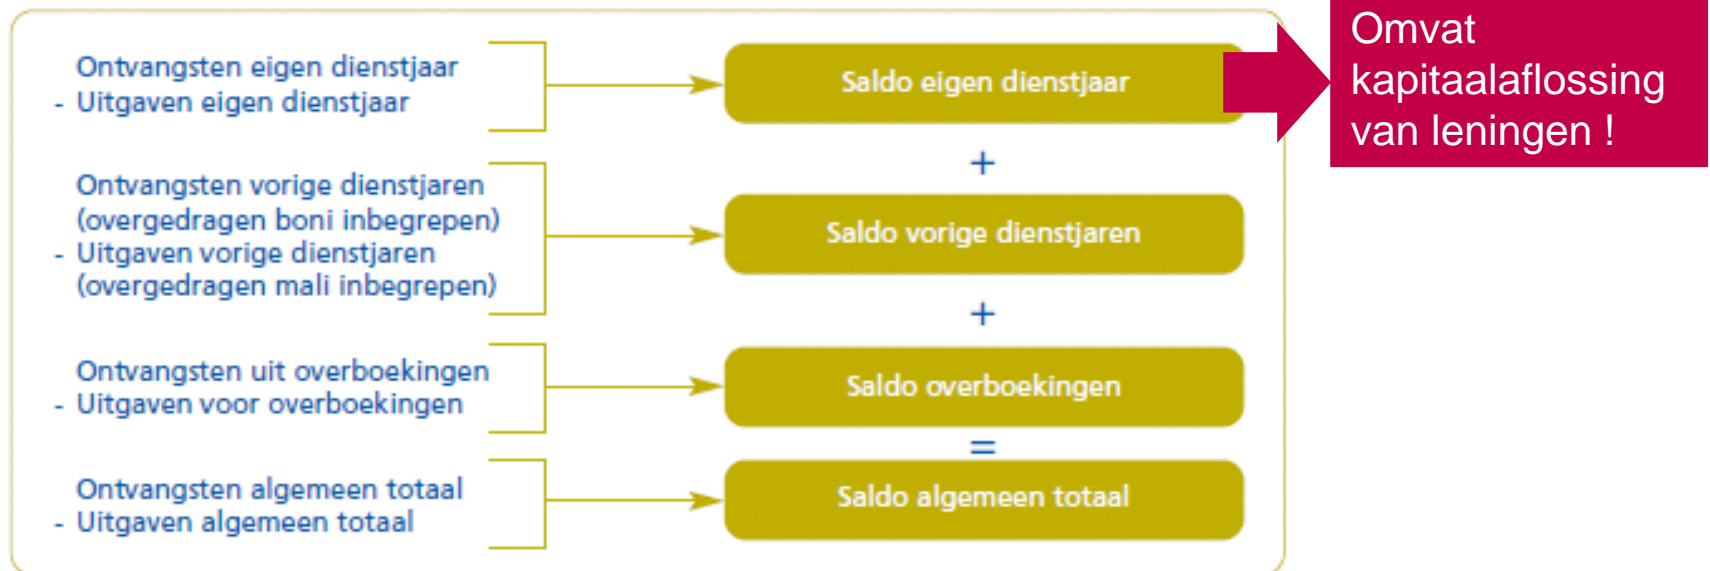 Ontvangsten eigen dienstjaar
- Uitgaven eigen dienstjaar
Saldo eigen dienstjaar
Omvat
kapitaalaflossing
van leningen !
+
Ontvangsten vorige dienstjaren
(overgedragen boni inbegrepen)
- Uitgaven vorige dienstjaren
(overgedragen mali inbegrepen)
Saldo vorige dienstjaren
+
Ontvangsten uit overboekingen
- Uitgaven voor overboekingen
Saldo overboekingen
=
Ontvangsten algemeen totaal
- Uitgaven algemeen totaal
Saldo algemeen totaal